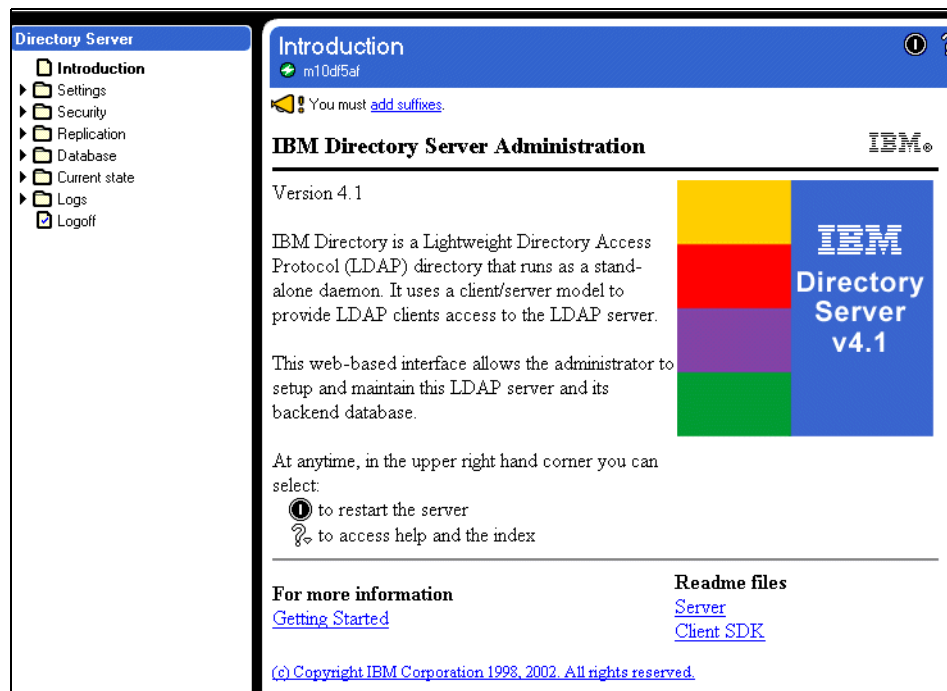 Directory Server
Introduction
Settings
Security
Replication
Database
Current state
Logs
Logoff
Introduction
m10df5af
You must add suffixes.
IBM Directory Server Administration
IBM®
Version 4.1
IBM Directory is a Lightweight Directory Access
Protocol (LDAP) directory that runs as a stand-
alone daemon. It uses a client/server model to
provide LDAP clients access to the LDAP server.
This web-based interface allows the administrator to
setup and maintain this LDAP server and its
backend database.
At anytime, in the upper right hand corner you can
select:
to restart the server
to access help and the index
IBM
Directory
Server
v4.1
For more information
Getting Started
Readme files
Server
Client SDK
(c) Copyright IBM Corporation 1998, 2002. All rights reserved.